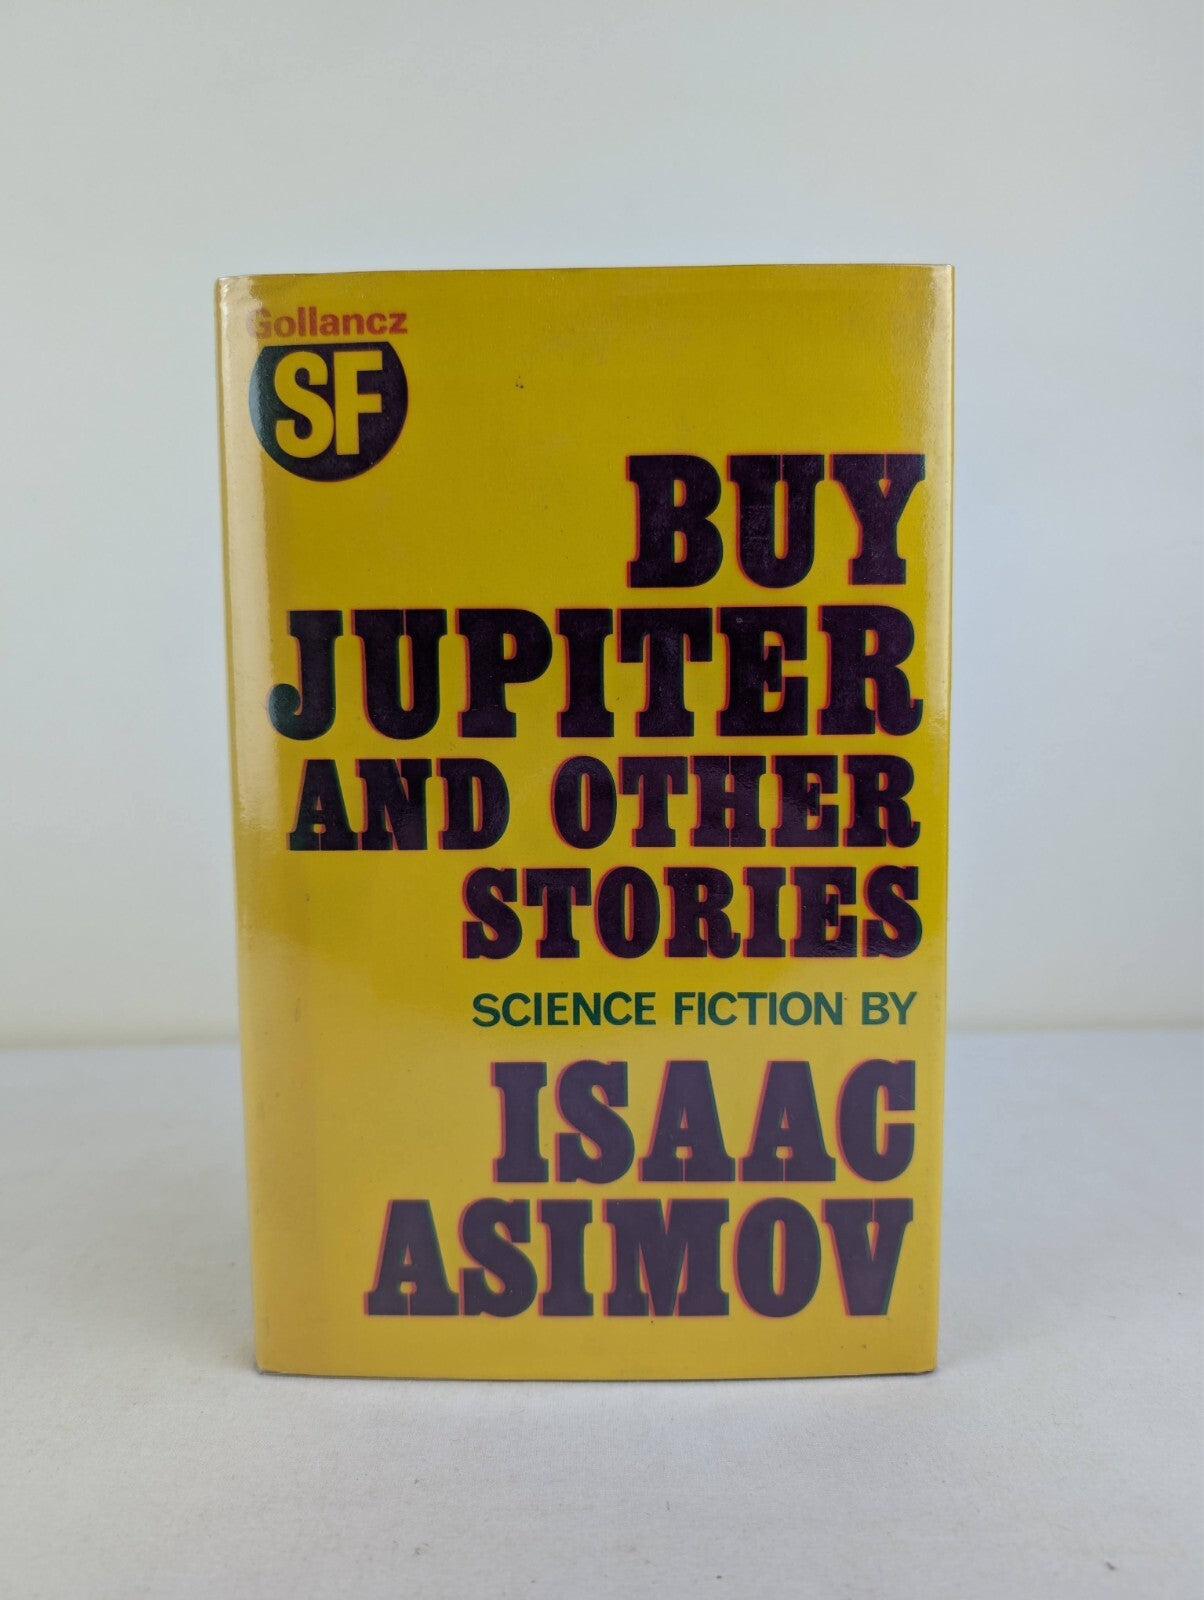 Gollancz
SF
BUY
JUPITER
AND OTHER
STORIES
SCIENCE FICTION BY
ISAAC
ASIMOV